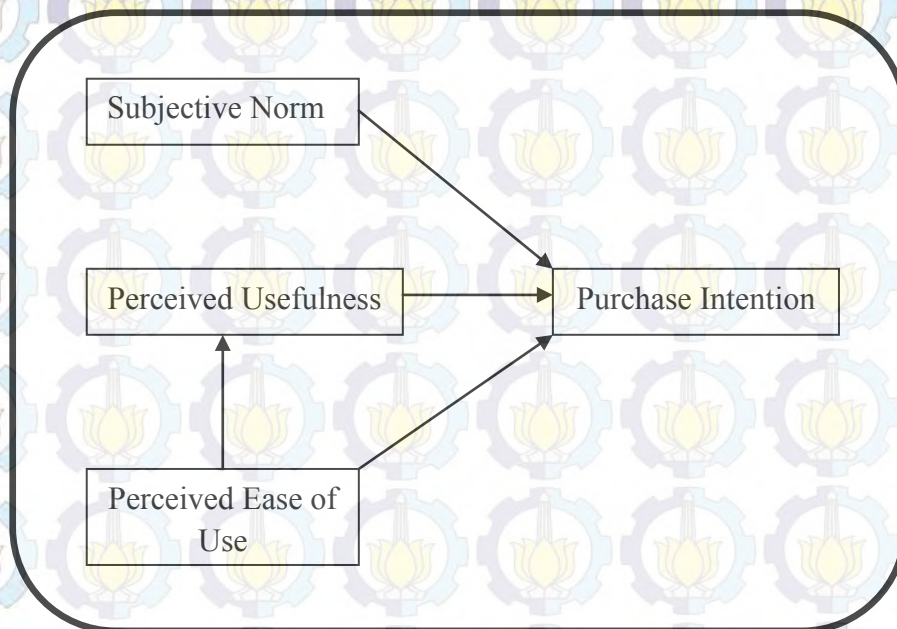 Subjective Norm
Perceived Usefulness
Purchase Intention
Perceived Ease of
Use